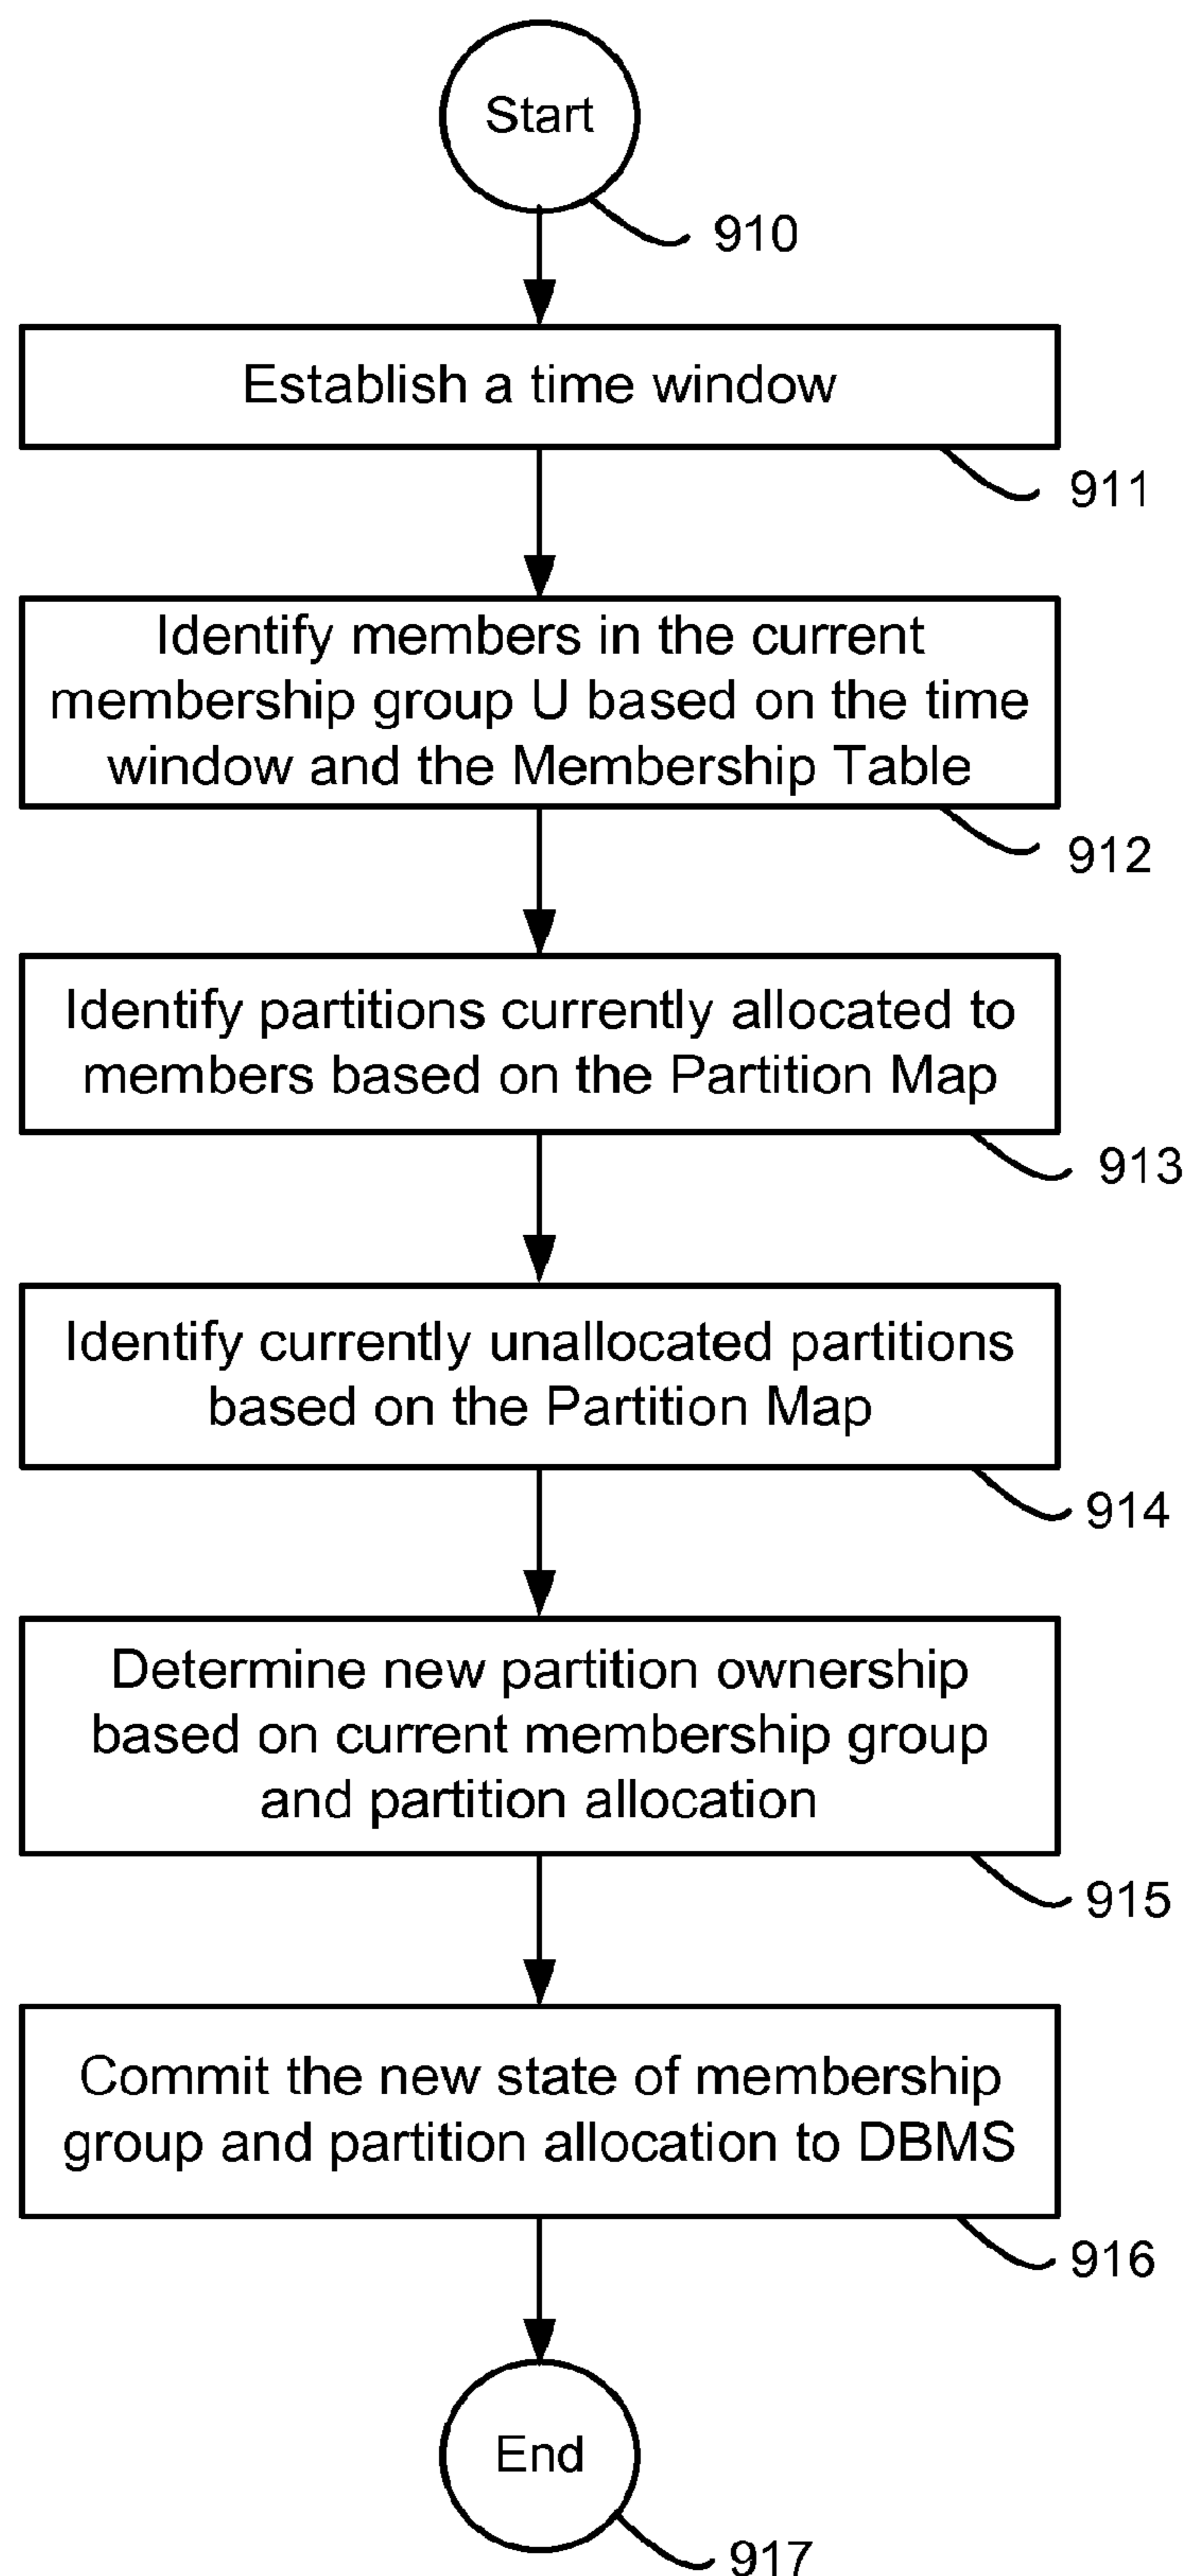 Start
910
Establish a time window
911
Identify members in the current
membership group U based on the time
window and the Membership Table
912
Identify partitions currently allocated to
members based on the Partition Map
913
Identify currently unallocated partitions
based on the Partition Map
914
Determine new partition ownership
based on current membership group
and partition allocation
915
Commit the new state of membership
group and partition allocation to DBMS
916
End
917